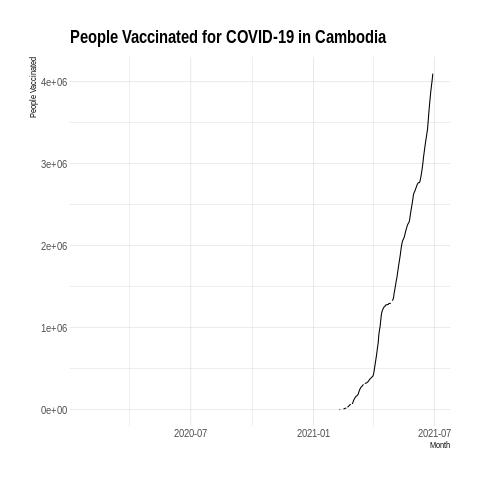 People Vaccinated for COVID-19 in Cambodia
People Vaccinated
4e+06
3e+06
2e+06
1e+06
0e+00
2020-07
2021-01
2021-07
Month